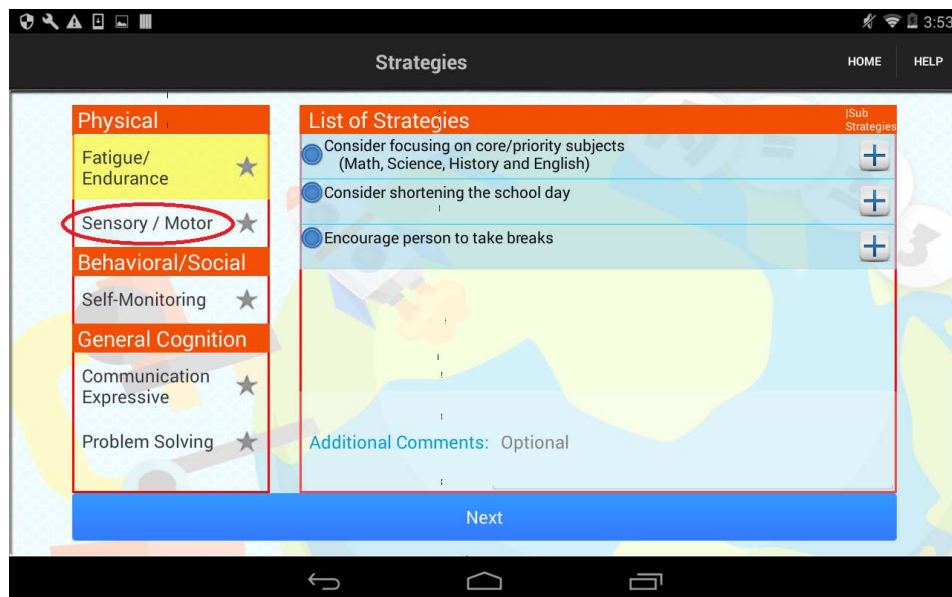 3:53
Strategies
HOME
HELP
Physical
Fatigue/
Endurance
Sensory / Motor
Behavioral/Social
Self-Monitoring
General Cognition
Communication
Expressive
Problem Solving
List of Strategies
|Sub
Strategies
Consider focusing on core/priority subjects
(Math, Science, History and English)
Consider shortening the school day
Encourage person to take breaks
Additional Comments: Optional
Next